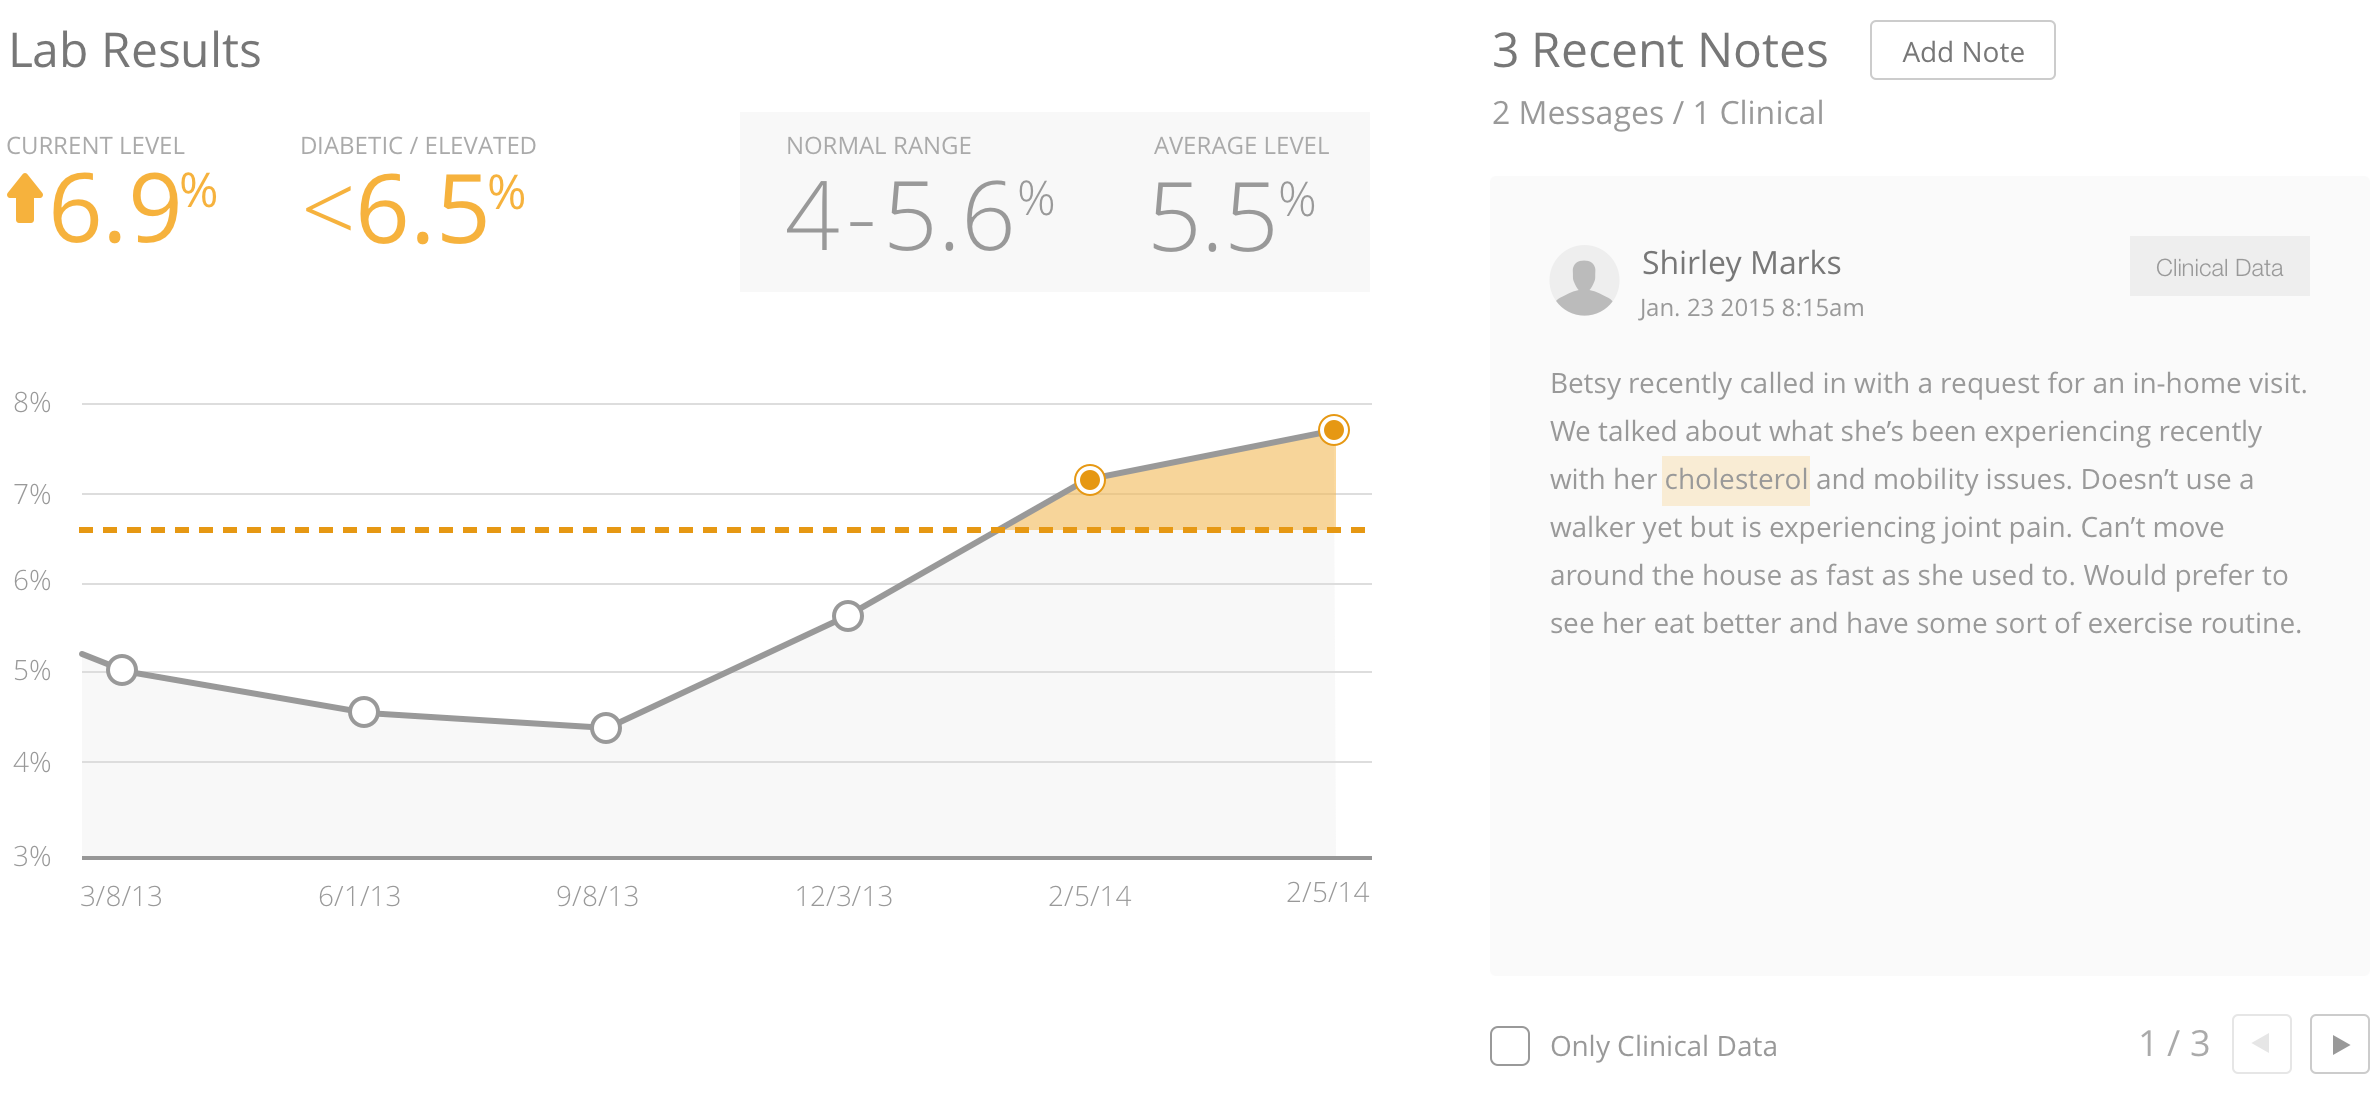 Lab Results
CURRENT LEVEL
6.9%
DIABETIC / ELEVATED
<6.5%
NORMAL RANGE
4-5.6%
AVERAGE LEVEL
5.5%
8%
7%
6%
5%
4%
3%
3/8/13
6/1/13
9/8/13
12/3/13
2/5/14
2/5/14
3 Recent Notes
Add Note
2 Messages / 1 Clinical
Shirley Marks
Jan. 23 2015 8:15am
Clinical Data
Betsy recently called in with a request for an in-home visit.
We talked about what she’s been experiencing recently
with her cholesterol and mobility issues. Doesn’t use a
walker yet but is experiencing joint pain. Can’t move
around the house as fast as she used to. Would prefer to
see her eat better and have some sort of exercise routine.
Only Clinical Data
1 / 3